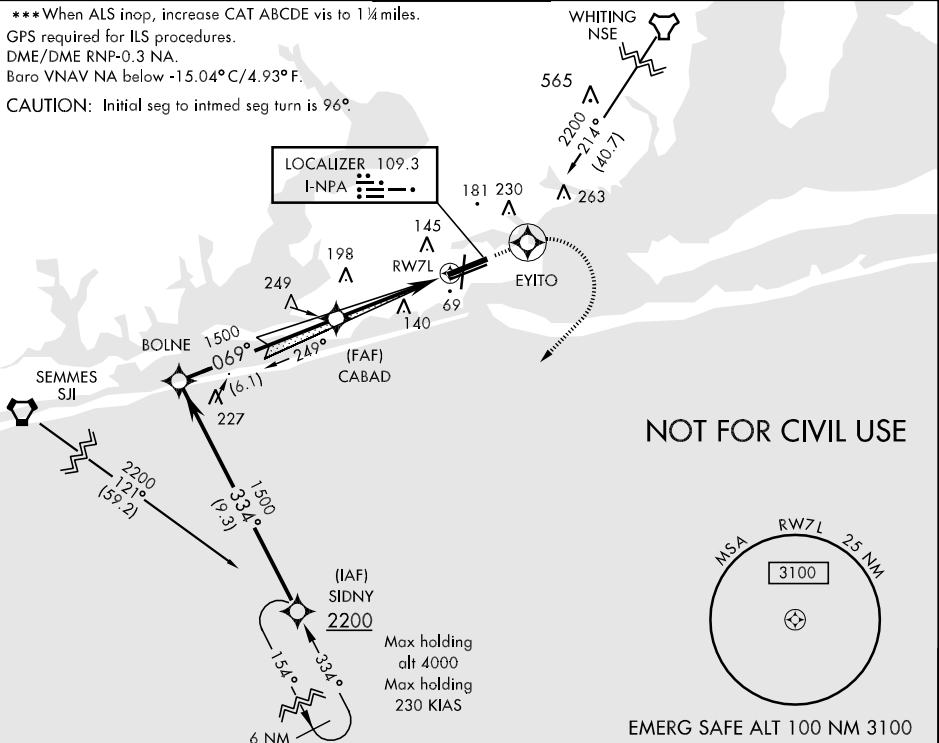 ***When ALS inop, increase CAT ABCDE vis to 1¼ miles.
GPS required for ILS procedures.
DME/DME RNP-0.3 NA.
Baro VNAV NA below -15.04°C/4.93°F.
CAUTION: Initial seg to intmed seg turn is 96°.
WHITING
NSE
565
2200
214°
(40.7)
LOCALIZER 109.3
I-NPA
181
230
263
145
198
RW7L
EYITO
249
69
140
BOLNE
1500
069°
249°
(6.1)
(FAF)
CABAD
SEMMES
SJI
227
NOT FOR CIVIL USE
2200
121°
(59.2)
1500
334°
(9.3)
MSA RW7L 25 NM
3100
(IAF)
SIDNY
2200
Max holding
alt 4000
Max holding
230 KIAS
154°
334°
6 NM
EMERG SAFE ALT 100 NM 3100